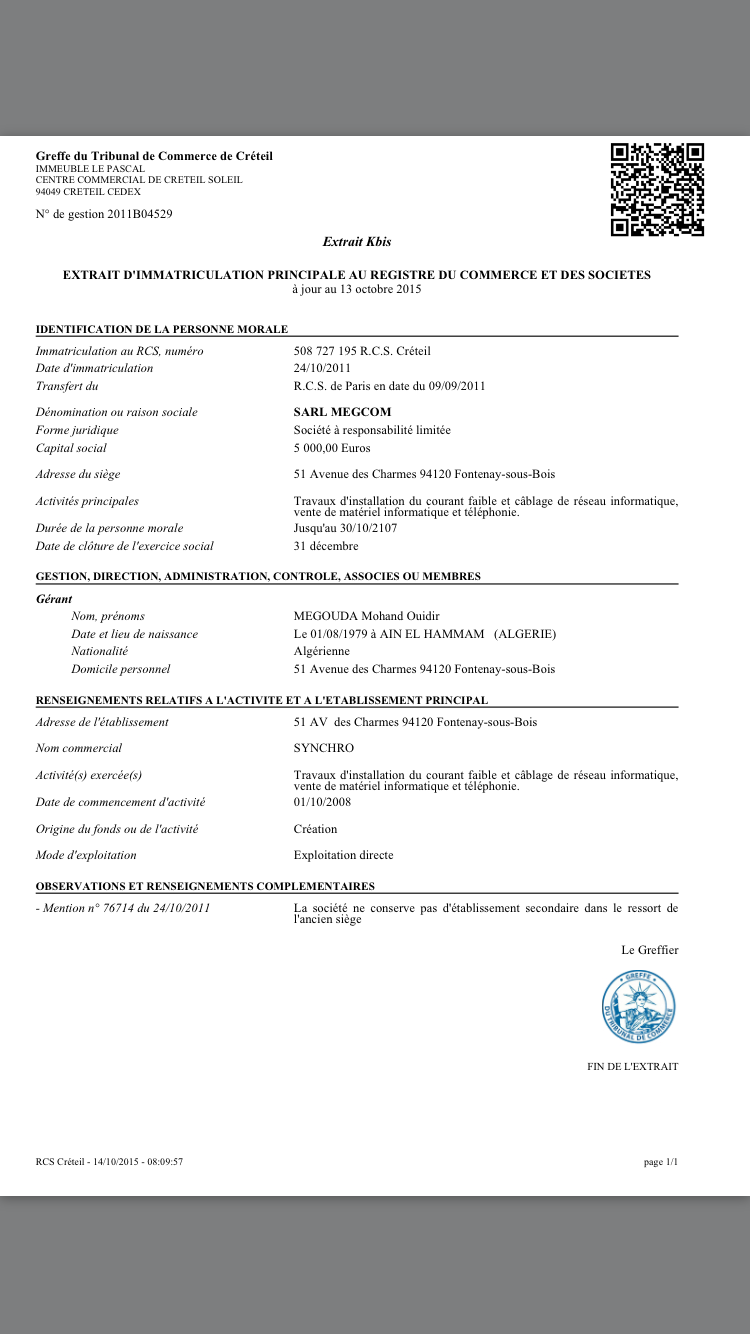 Greffe du Tribunal de Commerce de Créteil
IMMEUBLE LE PASCAL
CENTRE COMMERCIAL DE CRETEIL SOLEIL
94049 CRETEIL CEDEX
N° de gestion 2011B04529
Extrait Kbis
EXTRAIT D'IMMATRICULATION PRINCIPALE AU REGISTRE DU COMMERCE ET DES SOCIETES
à jour au 13 octobre 2015
IDENTIFICATION DE LA PERSONNE MORALE
Immatriculation au RCS, numéro 508 727 195 R.C.S. Créteil
Date d'immatriculation 24/10/2011
Transfert du R.C.S. de Paris en date du 09/09/2011
Dénomination ou raison sociale SARL MEGCOM
Forme juridique Société à responsabilité limitée
Capital social 5 000,00 Euros
Adresse du siège 51 Avenue des Charmes 94120 Fontenay-sous-Bois
Activités principales Travaux d'installation du courant faible et câblage de réseau informatique,
vente de matériel informatique et téléphonie.
Durée de la personne morale Jusqu'au 30/10/2107
Date de clôture de l'exercice social 31 décembre
GESTION, DIRECTION, ADMINISTRATION, CONTROLE, ASSOCIES OU MEMBRES
Gérant
Nom, prénoms MEGOUDA Mohand Ouidir
Date et lieu de naissance Le 01/08/1979 à AIN EL HAMMAM (ALGERIE)
Nationalité Algérienne
Domicile personnel 51 Avenue des Charmes 94120 Fontenay-sous-Bois
RENSEIGNEMENTS RELATIFS A L'ACTIVITE ET A L'ETABLISSEMENT PRINCIPAL
Adresse de l'établissement 51 AV des Charmes 94120 Fontenay-sous-Bois
Nom commercial SYNCHRO
Activité(s) exercée(s) Travaux d'installation du courant faible et câblage de réseau informatique,
vente de matériel informatique et téléphonie.
Date de commencement d'activité 01/10/2008
Origine du fonds ou de l'activité Création
Mode d'exploitation Exploitation directe
OBSERVATIONS ET RENSEIGNEMENTS COMPLEMENTAIRES
- Mention n° 76714 du 24/10/2011 La société ne conserve pas d'établissement secondaire dans le ressort de
l'ancien siège
Le Greffier
GREFFE
DU TRIBUNAL DE COMMERCE
FIN DE L'EXTRAIT
RCS Créteil - 14/10/2015 - 08:09:57 page 1/1